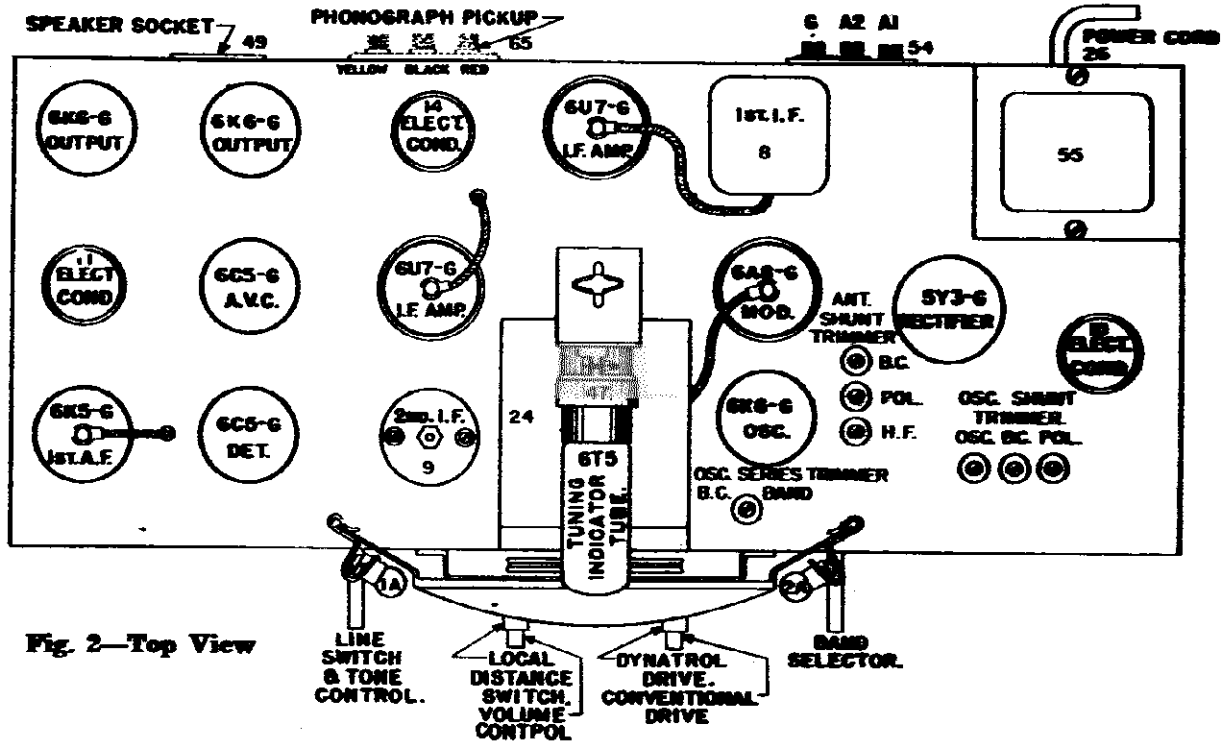 SPEAKER SOCKET
49
PHONOGRAPH PICKUP
65
YELLOW BLACK RED
G A2 A1
54
POWER CORD
26
6K6-G
OUTPUT
6K6-G
OUTPUT
14
ELECT.
COND.
6U7-G
I.F. AMP.
1ST. I.F.
8
55
ELECT
COND.
6C5-G
A.V.C.
6U7-G
I.F. AMP.
6A8-G
MOD.
ANT.
SHUNT
TRIMMER
B.C.
POL.
H.F.
5Y3-G
RECTIFIER
ELECT.
COND.
6K5-G
1ST. A.F.
6C5-G
DET.
2ND. I.F.
9
24
47
6T5
TUNING
INDICATOR
TUBE.
6K6-G
OSC.
OSC. SHUNT
TRIMMER
OSC. B.C. POL.
OSC. SERIES TRIMMER
B.C. BAND
1A
2A
Fig. 2—Top View
LINE
SWITCH
& TONE
CONTROL.
LOCAL
DISTANCE
SWITCH.
VOLUME
CONTPOL
DYNATROL
DRIVE.
CONVENTIONAL
DRIVE
BAND
SELECTOR.